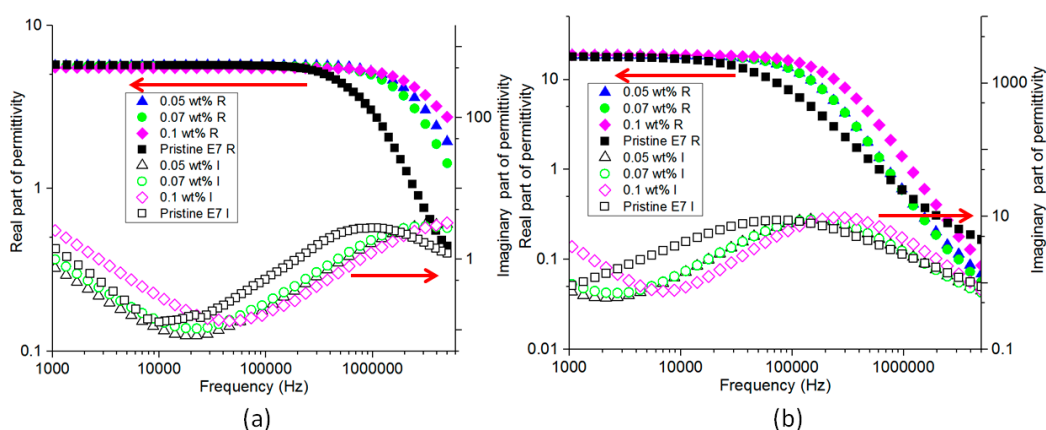 (a)
10
1
0.1
Real part of permittivity
0.05 wt% R
0.07 wt% R
0.1 wt% R
Pristine E7 R
0.05 wt% I
0.07 wt% I
0.1 wt% I
Pristine E7 I
100
1
Imaginary part of permittivity
1000 10000 100000 1000000
Frequency (Hz)
(a)
(b)
10
1
0.1
0.01
Real part of permittivity
0.05 wt% R
0.07 wt% R
0.1 wt% R
Pristine E7 R
0.05 wt% I
0.07 wt% I
0.1 wt% I
Pristine E7 I
1000
10
0.1
Imaginary part of permittivity
1000 10000 100000 1000000
Frequency (Hz)
(b)